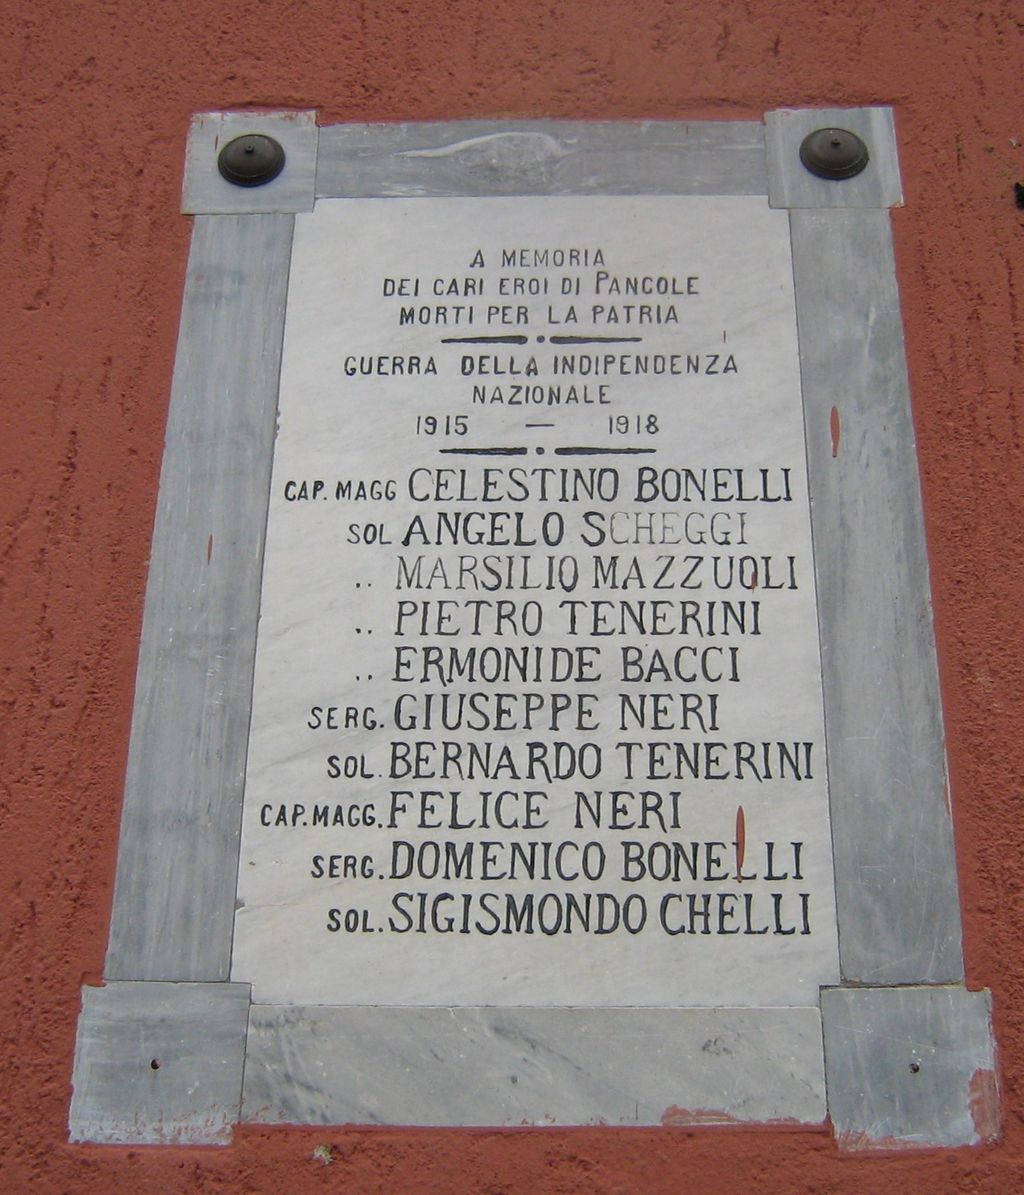 A MEMORIA
DEI CARI EROI DI PANCOLE
MORTI PER LA PATRIA
GUERRA DELLA INDIPENDENZA
NAZIONALE
1915 — 1918
CAP. MAGG CELESTINO BONELLI
SOL ANGELO SCHEGGI
.. MARSILIO MAZZUOLI
.. PIETRO TENERINI
.. ERMONIDE BACCI
SERG. GIUSEPPE NERI
SOL. BERNARDO TENERINI
CAP. MAGG. FELICE NERI
SERG. DOMENICO BONELLI
SOL. SIGISMONDO CHELLI